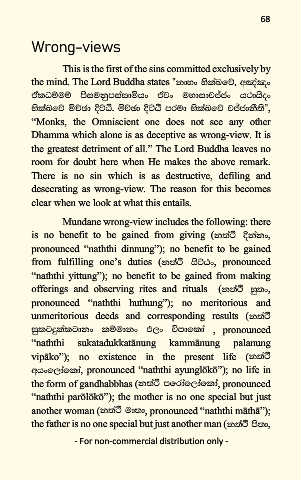 68
Wrong-views
This is the first of the sins committed exclusively by
the mind. The Lord Buddha states "නාහං භික්ඛවේ, අඤ්ඤං
ඒකධම්මම්පි සමනුපස්සාමියං ඒවං මහාසාවජ්ජං යථායිදං
භික්ඛවේ මිච්ඡා දිට්ඨි. මිච්ඡා දිට්ඨි පරමා භික්ඛවේ වජ්ජානීති",
“Monks, the Omniscient one does not see any other
Dhamma which alone is as deceptive as wrong-view. It is
the greatest detriment of all.” The Lord Buddha leaves no
room for doubt here when He makes the above remark.
There is no sin which is as destructive, defiling and
desecrating as wrong-view. The reason for this becomes
clear when we look at what this entails.
Mundane wrong-view includes the following: there
is no benefit to be gained from giving (නත්ථි දින්නං,
pronounced “naththi dinnung”); no benefit to be gained
from fulfilling one’s duties (නත්ථි යිට්ඨං, pronounced
“naththi yittung”); no benefit to be gained from making
offerings and observing rites and rituals (නත්ථි හුතං,
pronounced “naththi huthung”); no meritorious and
unmeritorious deeds and corresponding results (නත්ථි
සුකටදුක්කටානං කම්මානං ඵලං විපාකෝ , pronounced
“naththi sukatadukkatānung kammānung palanung
vipāko”); no existence in the present life (නත්ථි
අයංලෝකෝ, pronounced “naththi ayunglōkō”); no life in
the form of gandhabbhas (නත්ථි පරෝලෝකෝ, pronounced
“naththi parōlōkō”); the mother is no one special but just
another woman (නත්ථි මාතා, pronounced “naththi māthā”);
the father is no one special but just another man (නත්ථි පිතා,
- For non-commercial distribution only -